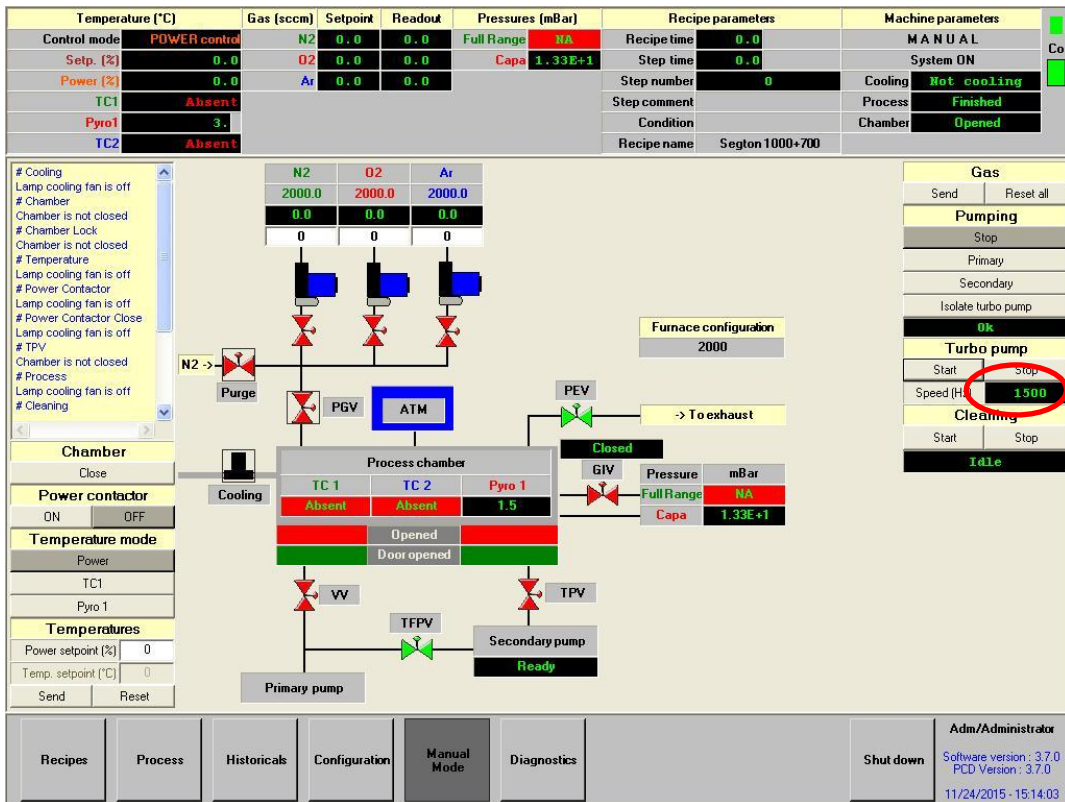 Temperature (°C) Gas (sccm) Setpoint Readout Pressures (mBar) Recipe parameters Machine parameters
Control mode POWER control N2 0.0 0.0 Full Range NA Recipe time 0.0 MANUAL
Co
Setp. (%) 0.0 O2 0.0 0.0 Capa 1.33E+1 Step time 0.0 System ON
Power (%) 0.0 Ar 0.0 0.0 Step number 0 Cooling Not cooling
TC1 Absent Step comment Process Finished
Pyro1 3. Condition Chamber Opened
TC2 Absent Recipe name Segton 1000+700
# Cooling
Lamp cooling fan is off
# Chamber
Chamber is not closed
# Chamber Lock
Chamber is not closed
# Temperature
Lamp cooling fan is off
# Power Contactor
Lamp cooling fan is off
# Power Contactor Close
Lamp cooling fan is off
# TPV
Chamber is not closed
# Process
Lamp cooling fan is off
# Cleaning
Chamber
Close
Power contactor
ON OFF
Temperature mode
Power
TC1
Pyro 1
Temperatures
Power setpoint (%) 0
Temp. setpoint (°C) 0
Send Reset
N2 O2 Ar
2000.0 2000.0 2000.0
0.0 0.0 0.0
0 0 0
N2 ->
Purge
PGV
ATM
Furnace configuration
2000
PEV
-> To exhaust
Closed
Cooling
Process chamber
TC 1 TC 2 Pyro 1
Absent Absent 1.5
Opened
Door opened
GIV
Pressure mBar
Full Range NA
Capa 1.33E+1
VV
TPV
TFPV
Secondary pump
Ready
Primary pump
Gas
Send Reset all
Pumping
Stop
Primary
Secondary
Isolate turbo pump
Ok
Turbo pump
Start Stop
Speed (Hz) 1500
Cleaning
Start Stop
Idle
Recipes Process Historicals Configuration Manual Mode Diagnostics Shut down
Adm/Administrator
Software version : 3.7.0
PCD Version : 3.7.0
11/24/2015 - 15:14:03